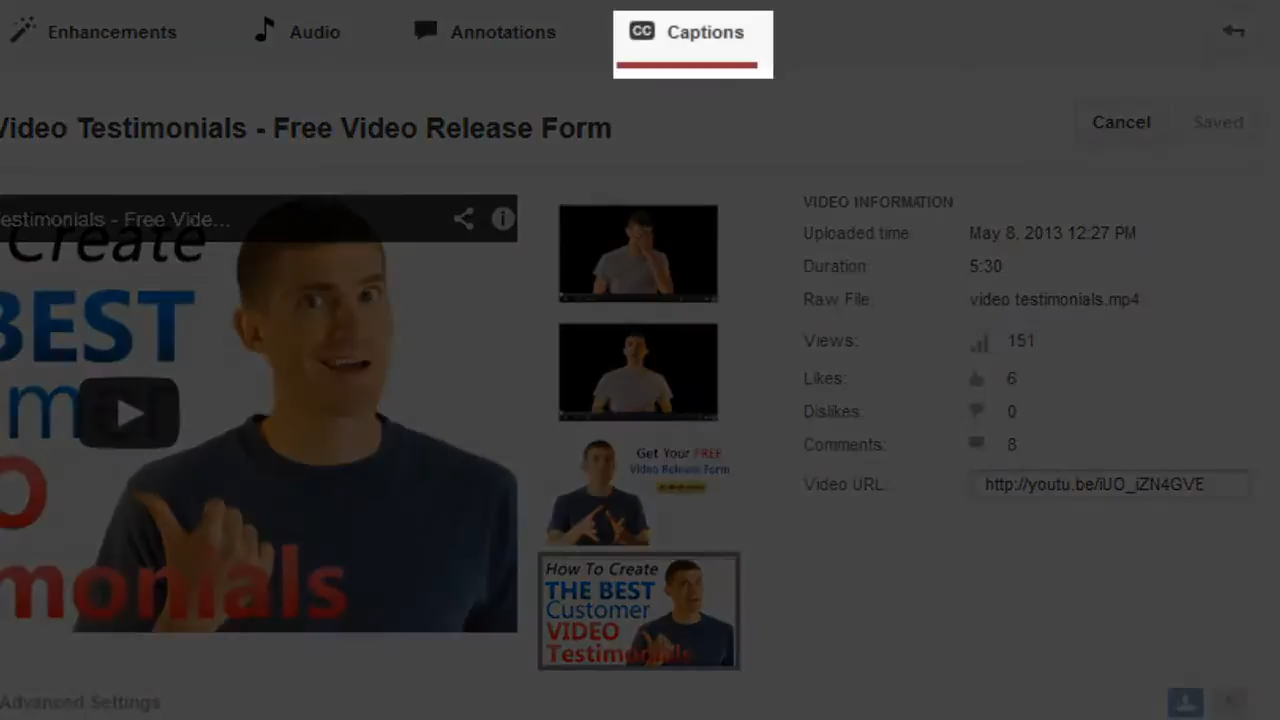 Enhancements Audio Annotations CC Captions
Video Testimonials - Free Video Release Form
Cancel Saved
estimonials - Free Vide...
Create
BEST
monials
Get Your FREE
Video Release Form
How To Create
THE BEST
Customer
VIDEO
Testimonials
VIDEO INFORMATION
Uploaded time: May 8, 2013 12:27 PM
Duration: 5:30
Raw File: video testimonials.mp4
Views: 151
Likes: 6
Dislikes: 0
Comments: 8
Video URL: http://youtu.be/iUO_iZN4GVE
Advanced Settings